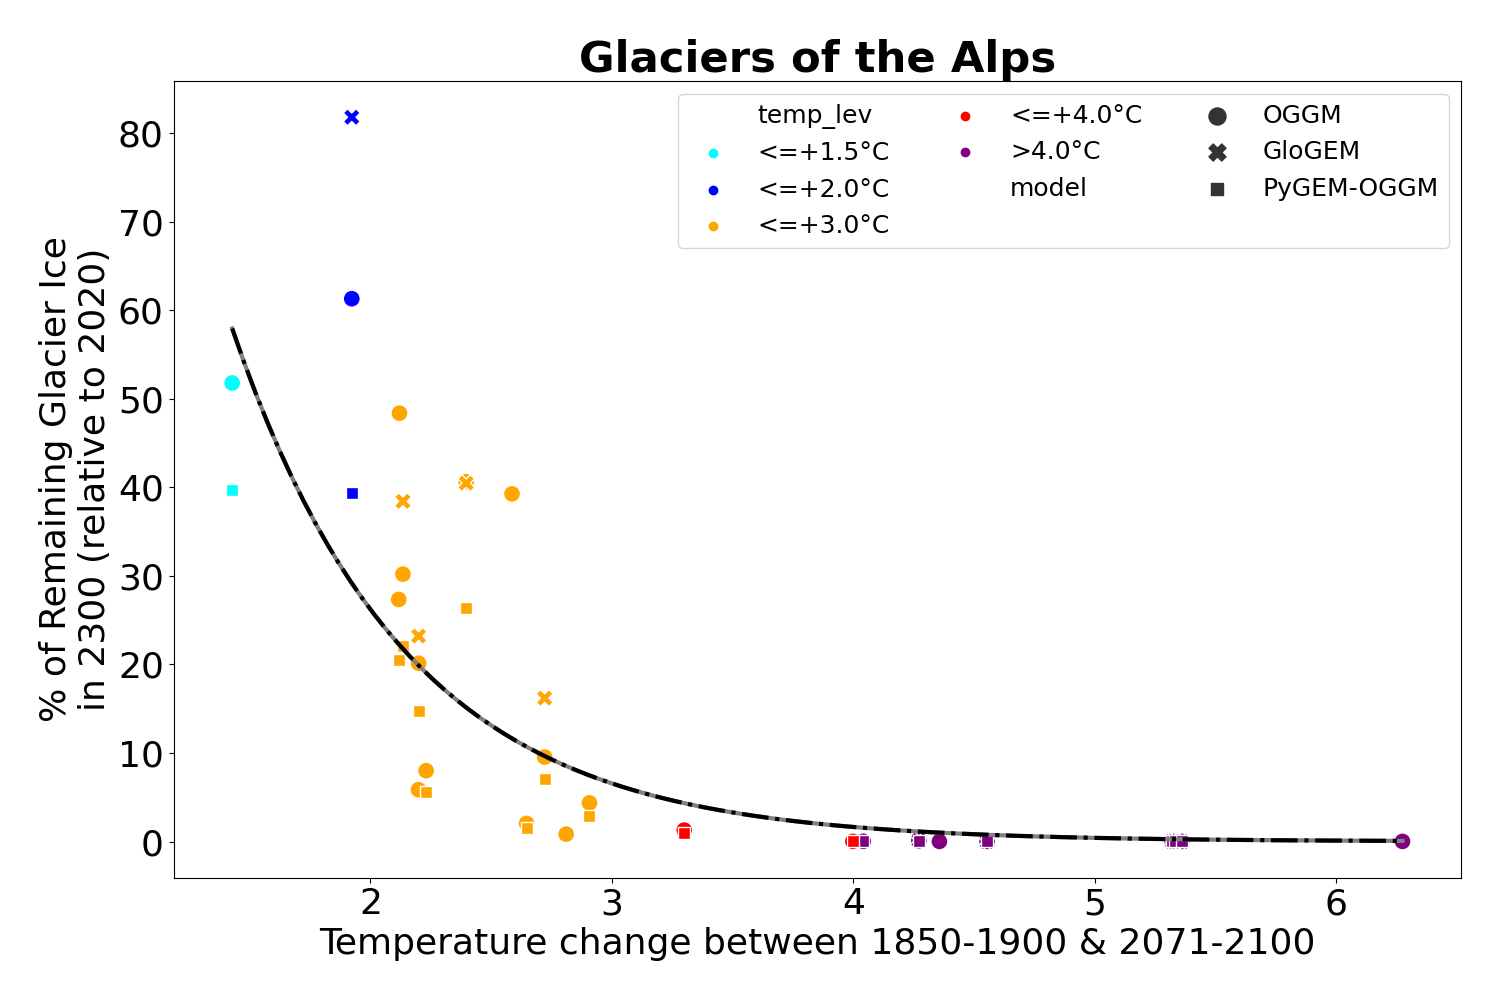 Glaciers of the Alps
temp_lev
<=+1.5°C
<=+2.0°C
<=+3.0°C
<=+4.0°C
>4.0°C
model
OGGM
GloGEM
PyGEM-OGGM
% of Remaining Glacier Ice
in 2300 (relative to 2020)
80
70
60
50
40
30
20
10
0
2
3
4
5
6
Temperature change between 1850-1900 & 2071-2100